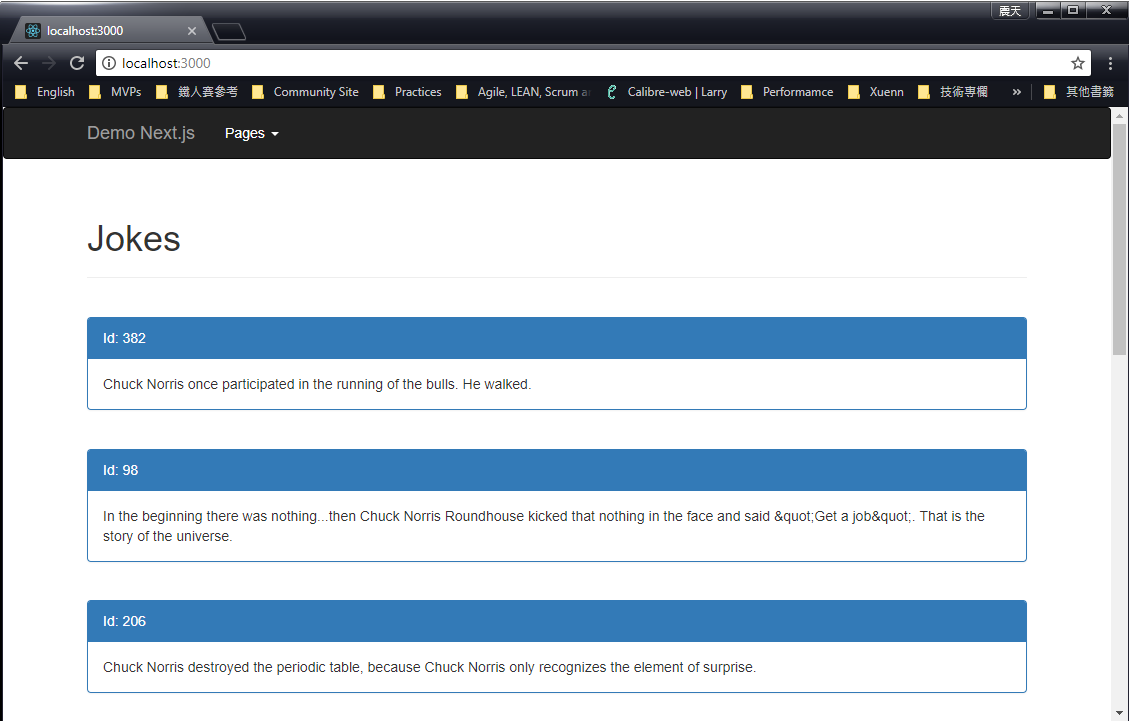 震天
localhost:3000
localhost:3000
English MVPs 鐵人賽參考 Community Site Practices Agile, LEAN, Scrum ar Calibre-web | Larry Performamce Xuenn 技術專欄 » 其他書籤
Demo Next.js Pages
Jokes
Id: 382
Chuck Norris once participated in the running of the bulls. He walked.
Id: 98
In the beginning there was nothing...then Chuck Norris Roundhouse kicked that nothing in the face and said &quot;Get a job&quot;. That is the
story of the universe.
Id: 206
Chuck Norris destroyed the periodic table, because Chuck Norris only recognizes the element of surprise.